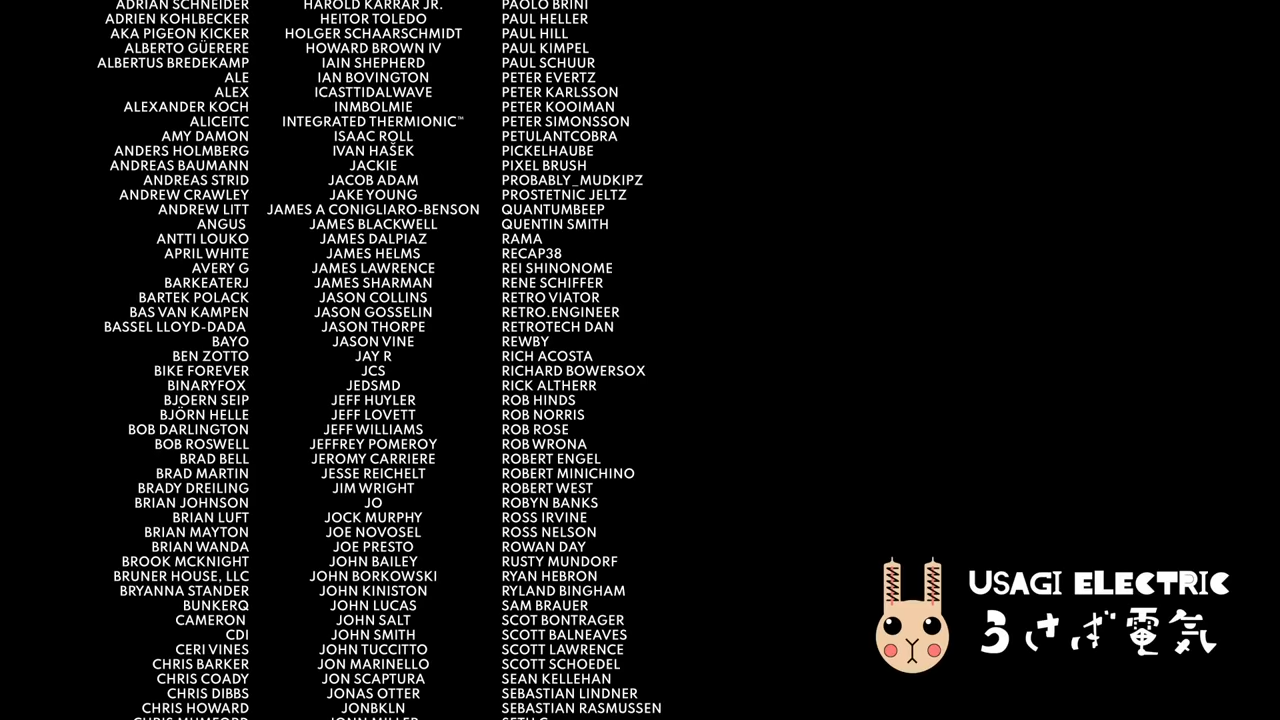 ADRIAN SCHNEIDER
ADRIEN KOHLBECKER
AKA PIGEON KICKER
ALBERTO GÜERERE
ALBERTUS BREDEKAMP
ALE
ALEX
ALEXANDER KOCH
ALICEITC
AMY DAMON
ANDERS HOLMBERG
ANDREAS BAUMANN
ANDREAS STRID
ANDREW CRAWLEY
ANDREW LITT
ANGUS
ANTTI LOUKO
APRIL WHITE
AVERY G
BARKEATERJ
BARTEK POLACK
BAS VAN KAMPEN
BASSEL LLOYD-DADA
BAYO
BEN ZOTTO
BIKE FOREVER
BINARYFOX
BJOERN SEIP
BJÖRN HELLE
BOB DARLINGTON
BOB ROSWELL
BRAD BELL
BRAD MARTIN
BRADY DREILING
BRIAN JOHNSON
BRIAN LUFT
BRIAN MAYTON
BRIAN WANDA
BROOK MCKNIGHT
BRUNER HOUSE, LLC
BRYANNA STANDER
BUNKERQ
CAMERON
CDI
CERI VINES
CHRIS BARKER
CHRIS COADY
CHRIS DIBBS
CHRIS HOWARD
CHRIS MUMFORD
HAROLD KARRAR JR.
HEITOR TOLEDO
HOLGER SCHAARSCHMIDT
HOWARD BROWN IV
IAIN SHEPHERD
IAN BOVINGTON
ICASTTIDALWAVE
INMBOLMIE
INTEGRATED THERMIONIC™
ISAAC ROLL
IVAN HAŠEK
JACKIE
JACOB ADAM
JAKE YOUNG
JAMES A CONIGLIARO-BENSON
JAMES BLACKWELL
JAMES DALPIAZ
JAMES HELMS
JAMES LAWRENCE
JAMES SHARMAN
JASON COLLINS
JASON GOSSELIN
JASON THORPE
JASON VINE
JAY R
JCS
JEDSMD
JEFF HUYLER
JEFF LOVETT
JEFF WILLIAMS
JEFFREY POMEROY
JEROMY CARRIERE
JESSE REICHELT
JIM WRIGHT
JO
JOCK MURPHY
JOE NOVOSEL
JOE PRESTO
JOHN BAILEY
JOHN BORKOWSKI
JOHN KINISTON
JOHN LUCAS
JOHN SALT
JOHN SMITH
JOHN TUCCITTO
JON MARINELLO
JON SCAPTURA
JONAS OTTER
JONBKLN
PAOLO BRINI
PAUL HELLER
PAUL HILL
PAUL KIMPEL
PAUL SCHUUR
PETER EVERTZ
PETER KARLSSON
PETER KOOIMAN
PETER SIMONSSON
PETULANTCOBRA
PICKELHAUBE
PIXEL BRUSH
PROBABLY_MUDKIPZ
PROSTETNIC JELTZ
QUANTUMBEEP
QUENTIN SMITH
RAMA
RECAP38
REI SHINONOME
RENE SCHIFFER
RETRO VIATOR
RETRO.ENGINEER
RETROTECH DAN
REWBY
RICH ACOSTA
RICHARD BOWERSOX
RICK ALTHERR
ROB HINDS
ROB NORRIS
ROB ROSE
ROB WRONA
ROBERT ENGEL
ROBERT MINICHINO
ROBERT WEST
ROBYN BANKS
ROSS IRVINE
ROSS NELSON
ROWAN DAY
RUSTY MUNDORF
RYAN HEBRON
RYLAND BINGHAM
SAM BRAUER
SCOT BONTRAGER
SCOTT BALNEAVES
SCOTT LAWRENCE
SCOTT SCHOEDEL
SEAN KELLEHAN
SEBASTIAN LINDNER
SEBASTIAN RASMUSSEN
USAGI ELECTRIC
うさぎ電気